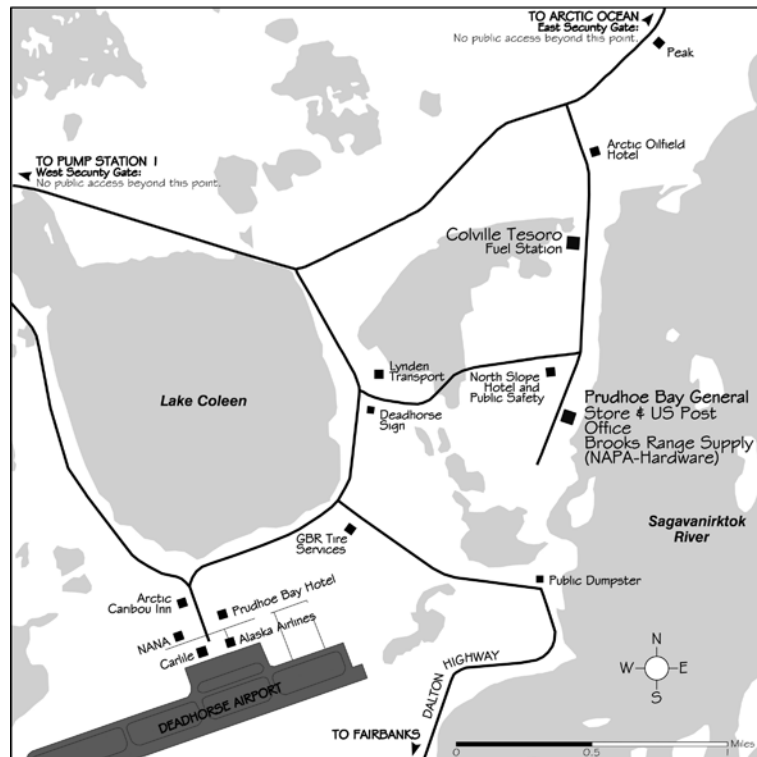 TO ARCTIC OCEAN
East Security Gate:
No public access beyond this point.
Peak
Arctic Oilfield
Hotel
TO PUMP STATION 1
West Security Gate:
No public access beyond this point.
Colville Tesoro
Fuel Station
Lynden
Transport
North Slope
Hotel and
Public Safety
Deadhorse
Sign
Prudhoe Bay General
Store & US Post
Office
Brooks Range Supply
(NAPA-Hardware)
Lake Coleen
Sagavanirktok
River
GBR Tire
Services
Public Dumpster
Arctic
Caribou Inn
Prudhoe Bay Hotel
NANA
Carlile
Alaska Airlines
DEADHORSE AIRPORT
DALTON HIGHWAY
TO FAIRBANKS
N
W
E
S
0
0.5
1
Miles